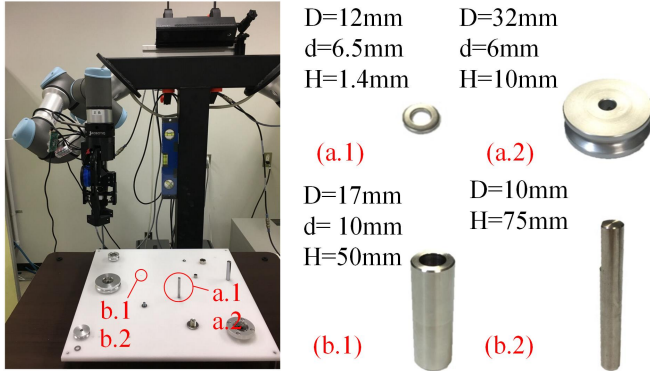 D=12mm
d=6.5mm
H=1.4mm
(a.1)
D=32mm
d=6mm
H=10mm
(a.2)
D=17mm
d= 10mm
H=50mm
(b.1)
D=10mm
H=75mm
(b.2)
b.1
b.2
a.1
a.2